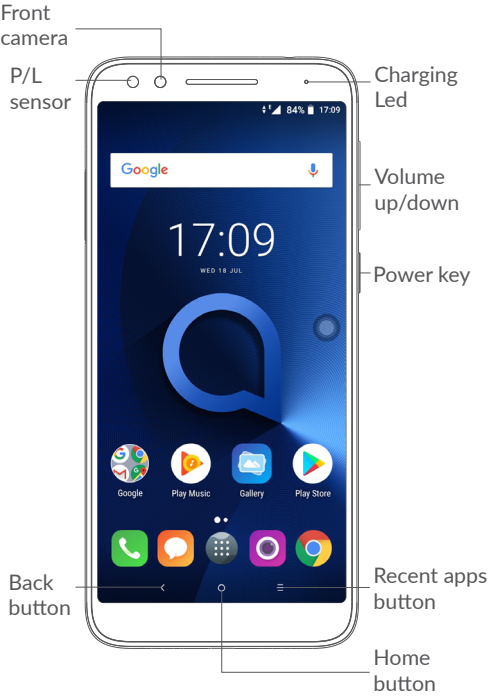 Front
camera
P/L
sensor
Charging
Led
84% 17:09
Google
Volume
up/down
17:09
WED 18 JUL
Power key
Google Play Music Gallery Play Store
Back
button
Recent apps
button
Home
button